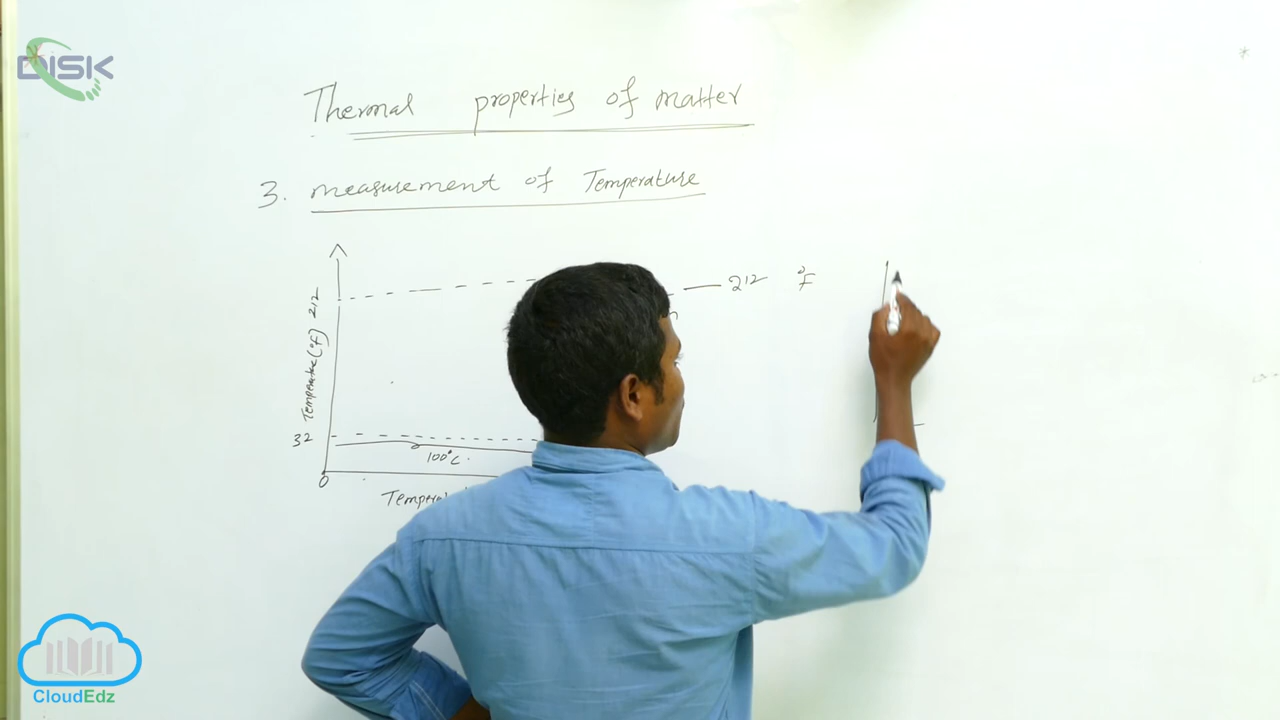 DISK
Thermal properties of matter
3. measurement of Temperature
212
212 °F
Temperature (°F)
32
100°C.
0
CloudEdz